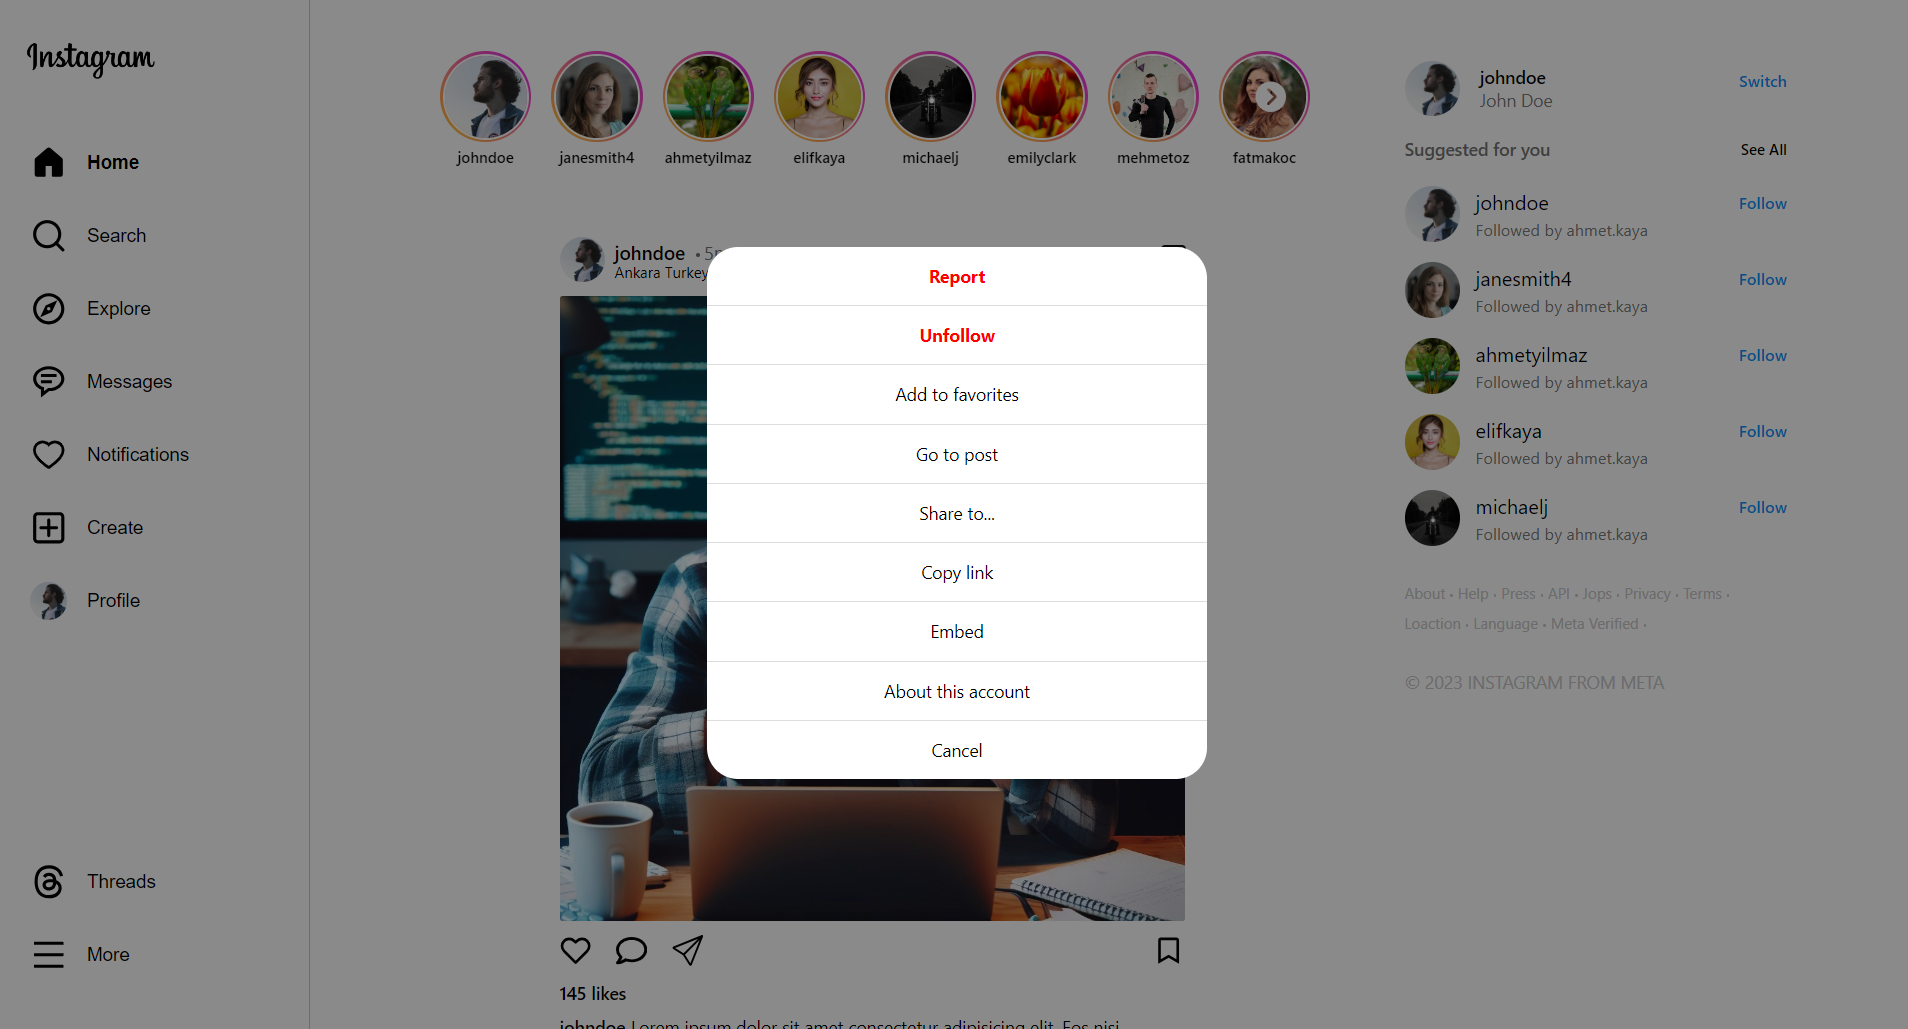 Instagram
Home
Search
Explore
Messages
Notifications
Create
Profile
Threads
More
johndoe
janesmith4
ahmetyilmaz
elifkaya
michaelj
emilyclark
mehmetoz
fatmakoc
johndoe •
Ankara Turkey
Report
Unfollow
Add to favorites
Go to post
Share to...
Copy link
Embed
About this account
Cancel
145 likes
johndoe Lorem ipsum dolor sit amet consectetur adipisicing elit. Eos nisi
johndoe
John Doe
Switch
Suggested for you
See All
johndoe
Followed by ahmet.kaya
Follow
janesmith4
Followed by ahmet.kaya
Follow
ahmetyilmaz
Followed by ahmet.kaya
Follow
elifkaya
Followed by ahmet.kaya
Follow
michaelj
Followed by ahmet.kaya
Follow
About • Help • Press • API • Jops • Privacy • Terms •
Loaction • Language • Meta Verified •
© 2023 INSTAGRAM FROM META